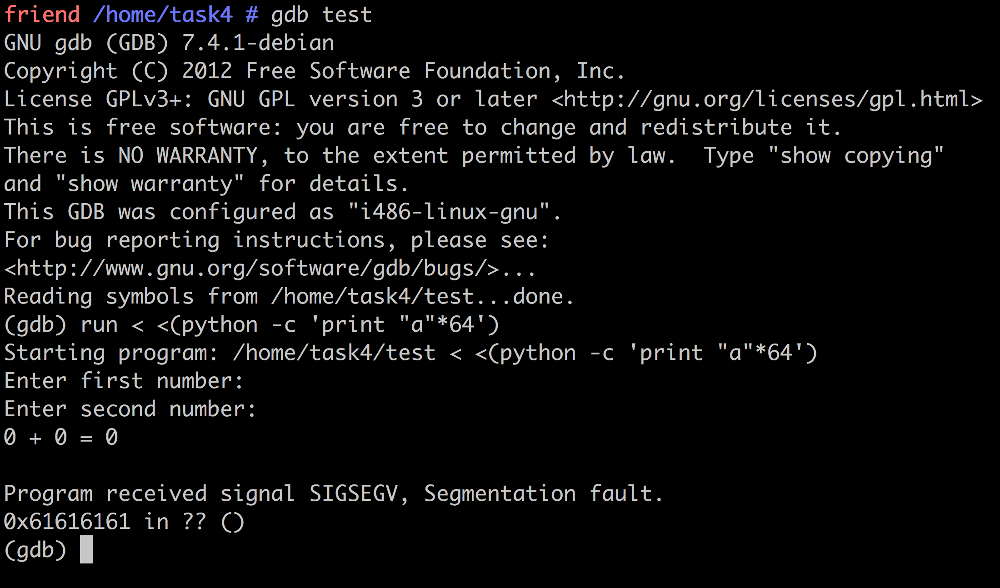 friend /home/task4 # gdb test
GNU gdb (GDB) 7.4.1-debian
Copyright (C) 2012 Free Software Foundation, Inc.
License GPLv3+: GNU GPL version 3 or later <http://gnu.org/licenses/gpl.html>
This is free software: you are free to change and redistribute it.
There is NO WARRANTY, to the extent permitted by law.  Type "show copying"
and "show warranty" for details.
This GDB was configured as "i486-linux-gnu".
For bug reporting instructions, please see:
<http://www.gnu.org/software/gdb/bugs/>...
Reading symbols from /home/task4/test...done.
(gdb) run < <(python -c 'print "a"*64')
Starting program: /home/task4/test < <(python -c 'print "a"*64')
Enter first number:
Enter second number:
0 + 0 = 0
Program received signal SIGSEGV, Segmentation fault.
0x61616161 in ?? ()
(gdb)